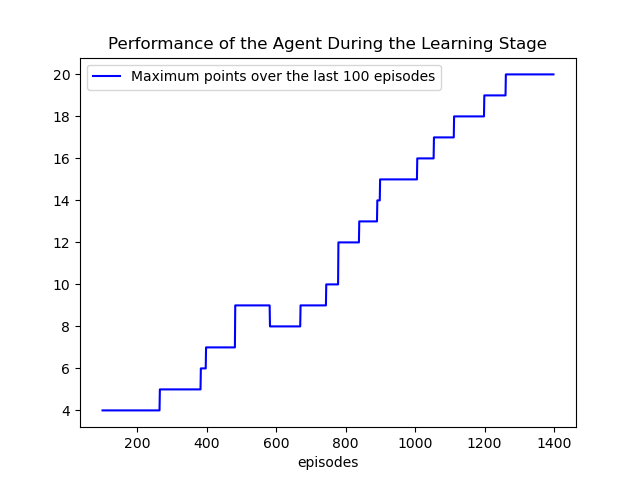 Performance of the Agent During the Learning Stage
Maximum points over the last 100 episodes
20
18
16
14
12
10
8
6
4
200 400 600 800 1000 1200 1400
episodes